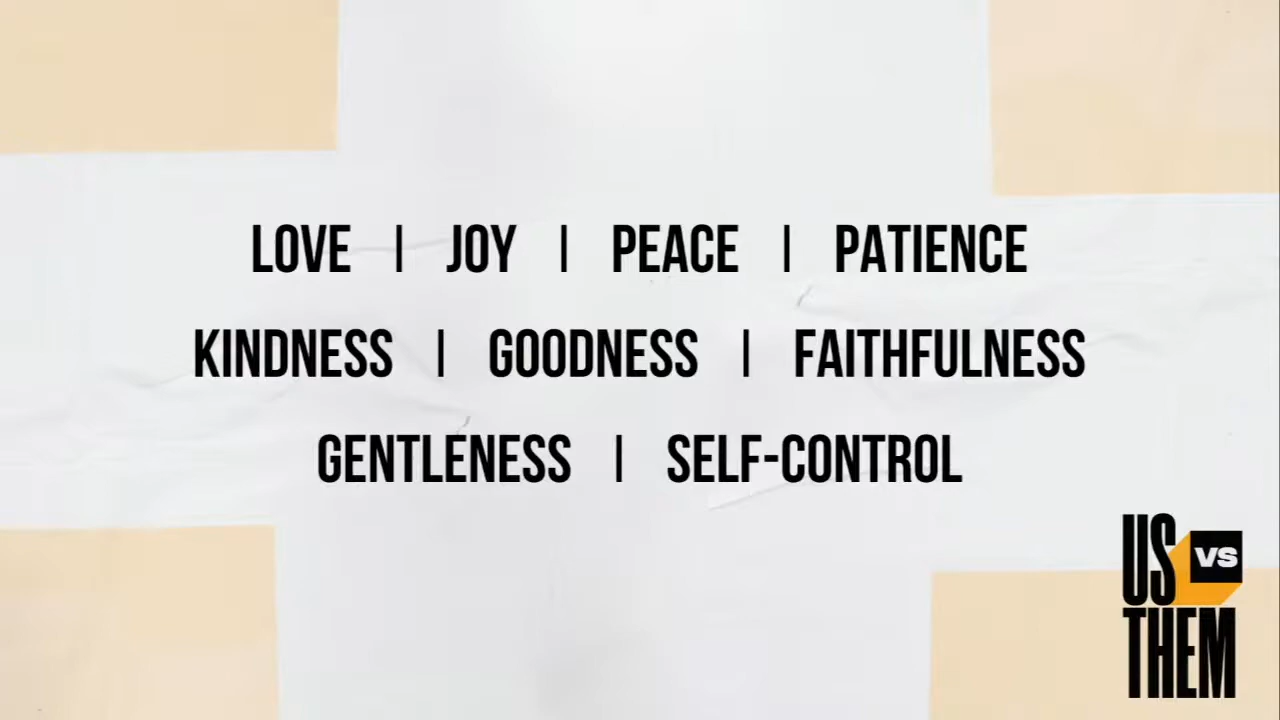 LOVE | JOY | PEACE | PATIENCE
KINDNESS | GOODNESS | FAITHFULNESS
GENTLENESS | SELF-CONTROL
US VS
THEM